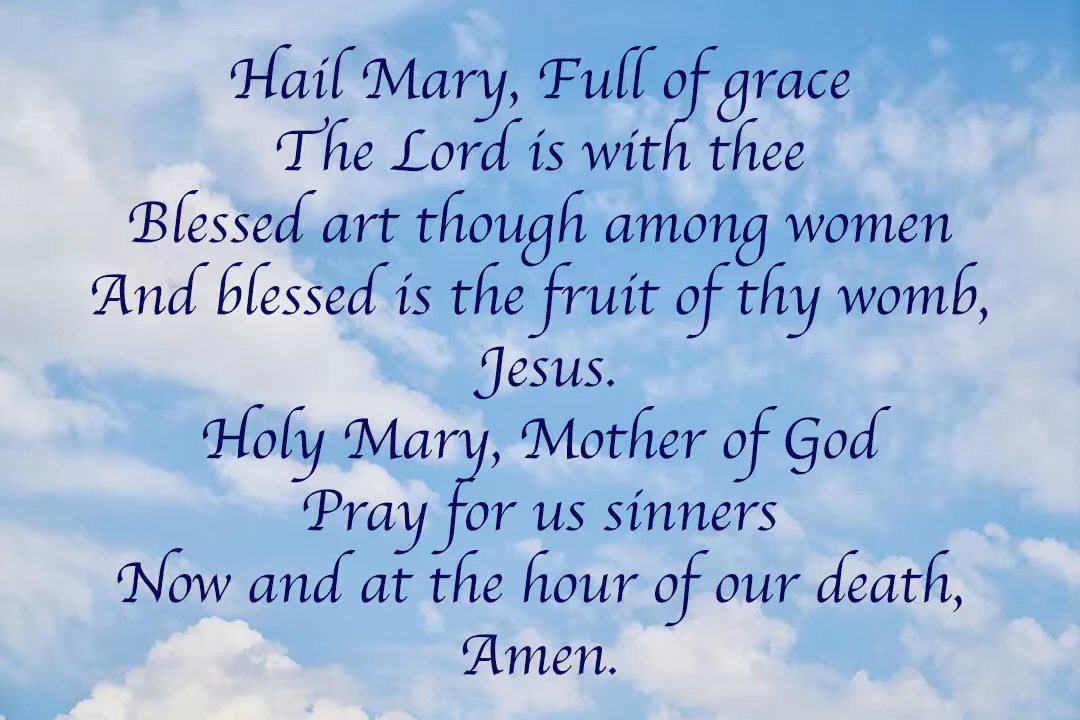 Hail Mary, Full of grace
The Lord is with thee
Blessed art though among women
And blessed is the fruit of thy womb,
Jesus.
Holy Mary, Mother of God
Pray for us sinners
Now and at the hour of our death,
Amen.